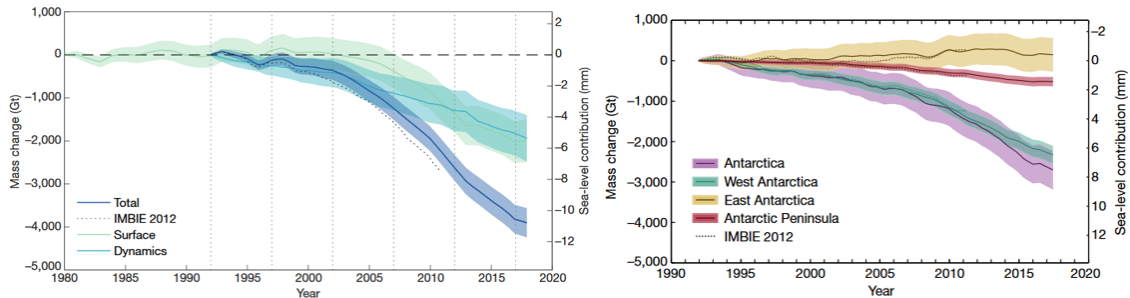 1,000
0
−1,000
−2,000
−3,000
−4,000
−5,000
Mass change (Gt)
1980 1985 1990 1995 2000 2005 2010 2015 2020
Year
2
0
−2
−4
−6
−8
−10
−12
Sea-level contribution (mm)
Total
IMBIE 2012
Surface
Dynamics
1,000
0
−1,000
−2,000
−3,000
−4,000
−5,000
Mass change (Gt)
1990 1995 2000 2005 2010 2015 2020
Year
−2
0
2
4
6
8
10
12
Sea-level contribution (mm)
Antarctica
West Antarctica
East Antarctica
Antarctic Peninsula
IMBIE 2012